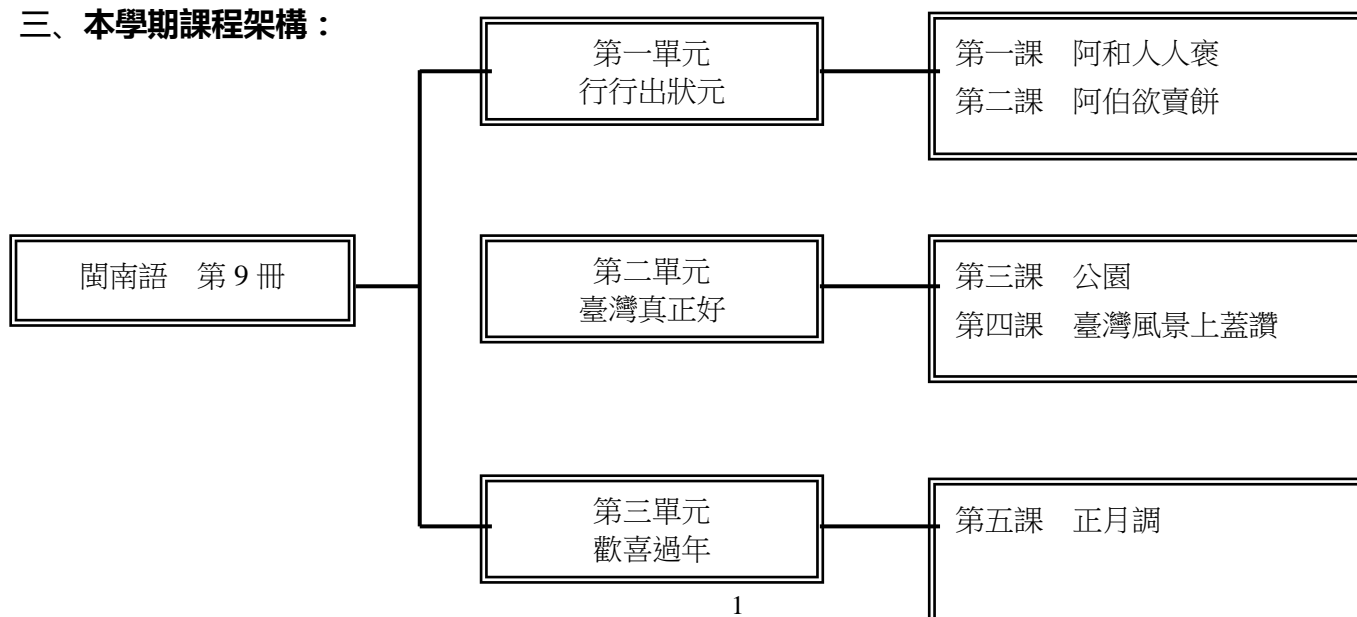 三、本學期課程架構：
第一單元
行行出狀元
第一課　阿和人人褒
第二課　阿伯欲賣餅
閩南語　第 9 冊
第二單元
臺灣真正好
第三課　公園
第四課　臺灣風景上蓋讚
第三單元
歡喜過年
第五課　正月調
1